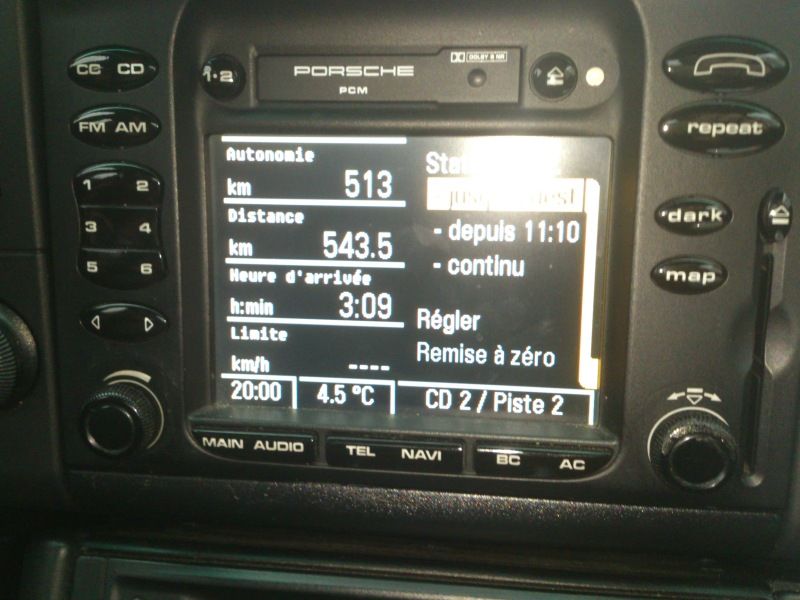 CC CD
1·2
PORSCHE
PCM
DOLBY B NR
repeat
FM AM
1 2
3 4
5 6
dark
map
Autonomie
km 513
Distance
km 543.5
Heure d'arrivée
h:min 3:09
Limite
km/h ----
- depuis 11:10
- continu
Régler
Remise à zéro
20:00 4.5 °C CD 2 / Piste 2
MAIN AUDIO TEL NAVI BC AC